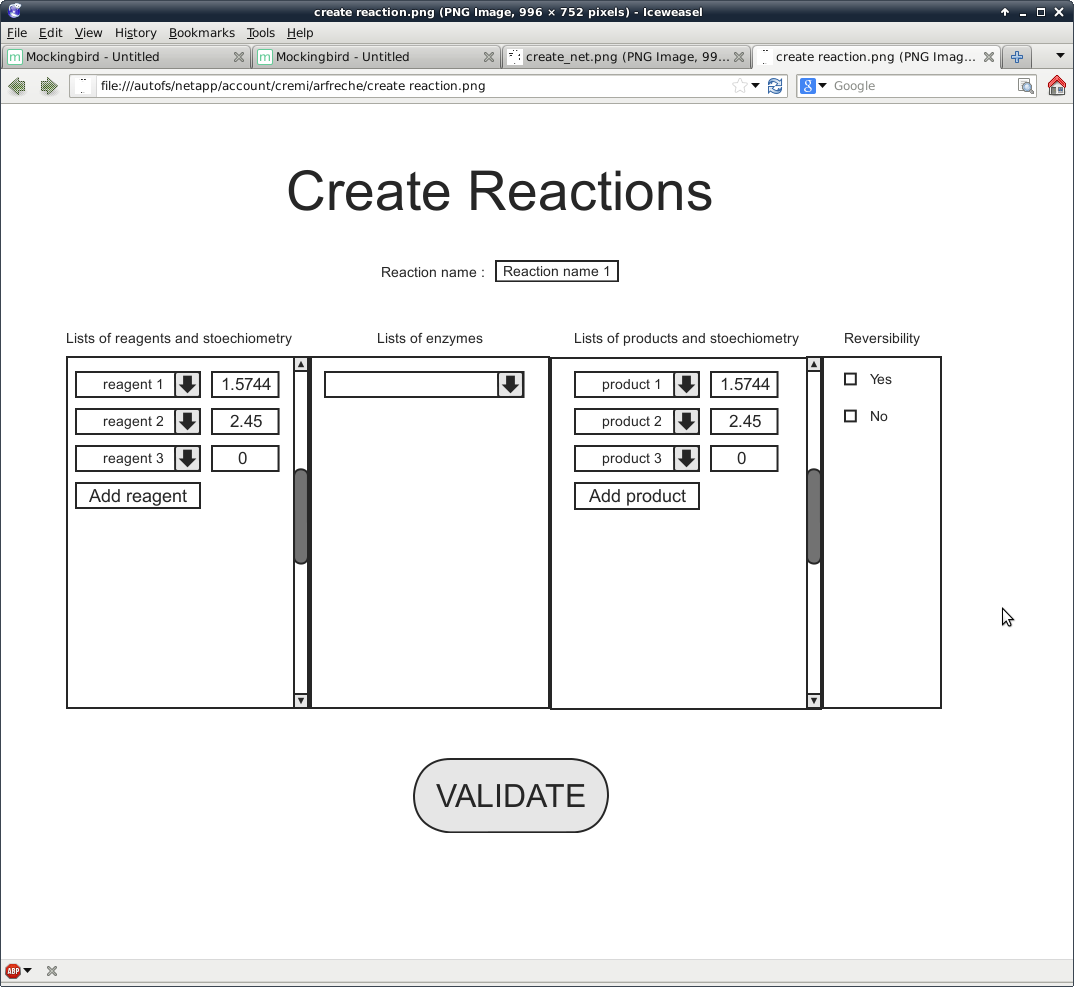 create reaction.png (PNG Image, 996 × 752 pixels) - Iceweasel
File Edit View History Bookmarks Tools Help
Mockingbird - Untitled Mockingbird - Untitled create_net.png (PNG Image, 99... create reaction.png (PNG Imag...
file:///autofs/netapp/account/cremi/arfreche/create reaction.png Google
Create Reactions
Reaction name : Reaction name 1
Lists of reagents and stoechiometry Lists of enzymes Lists of products and stoechiometry Reversibility
reagent 1 1.5744 product 1 1.5744 Yes
reagent 2 2.45 product 2 2.45 No
reagent 3 0 product 3 0
Add reagent Add product
VALIDATE
ABP